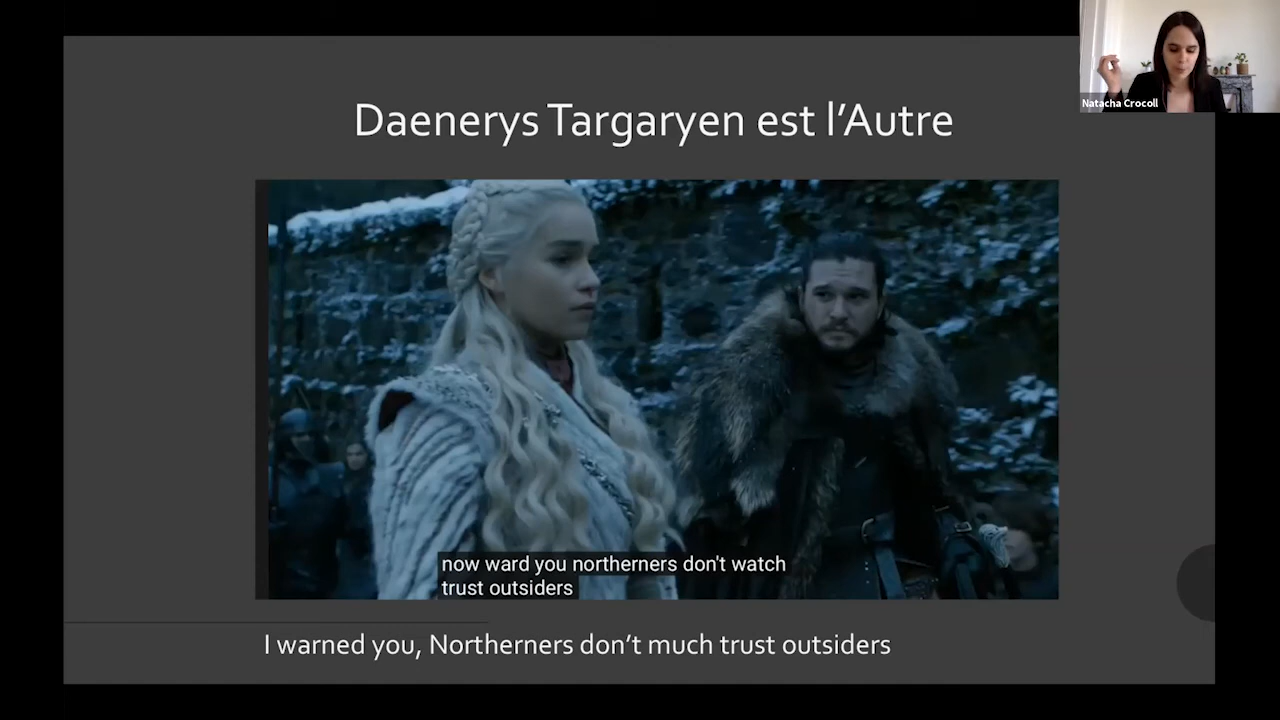 Natacha Crocoll
Daenerys Targaryen est l'Autre
now ward you northerners don't watch
trust outsiders
I warned you, Northerners don't much trust outsiders